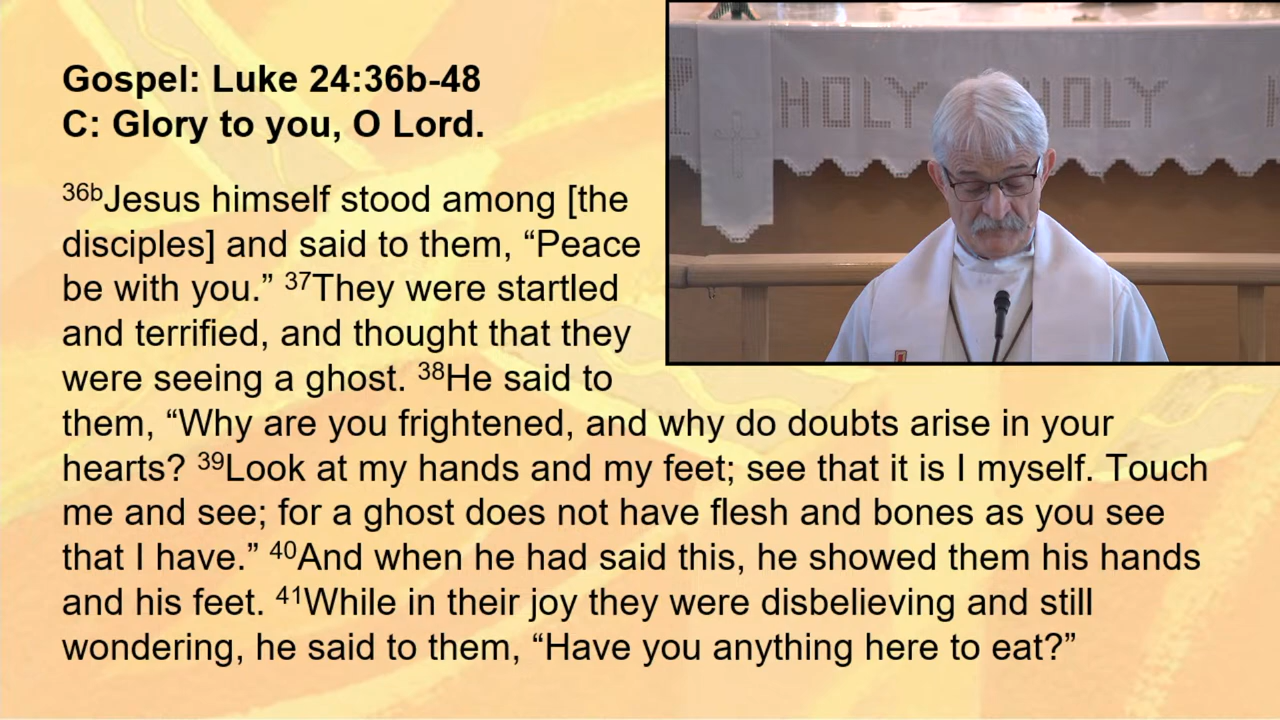 Gospel: Luke 24:36b-48
C: Glory to you, O Lord.
36bJesus himself stood among [the
disciples] and said to them, “Peace
be with you.” 37They were startled
and terrified, and thought that they
were seeing a ghost. 38He said to
them, “Why are you frightened, and why do doubts arise in your
hearts? 39Look at my hands and my feet; see that it is I myself. Touch
me and see; for a ghost does not have flesh and bones as you see
that I have.” 40And when he had said this, he showed them his hands
and his feet. 41While in their joy they were disbelieving and still
wondering, he said to them, “Have you anything here to eat?”
HOLY HOLY